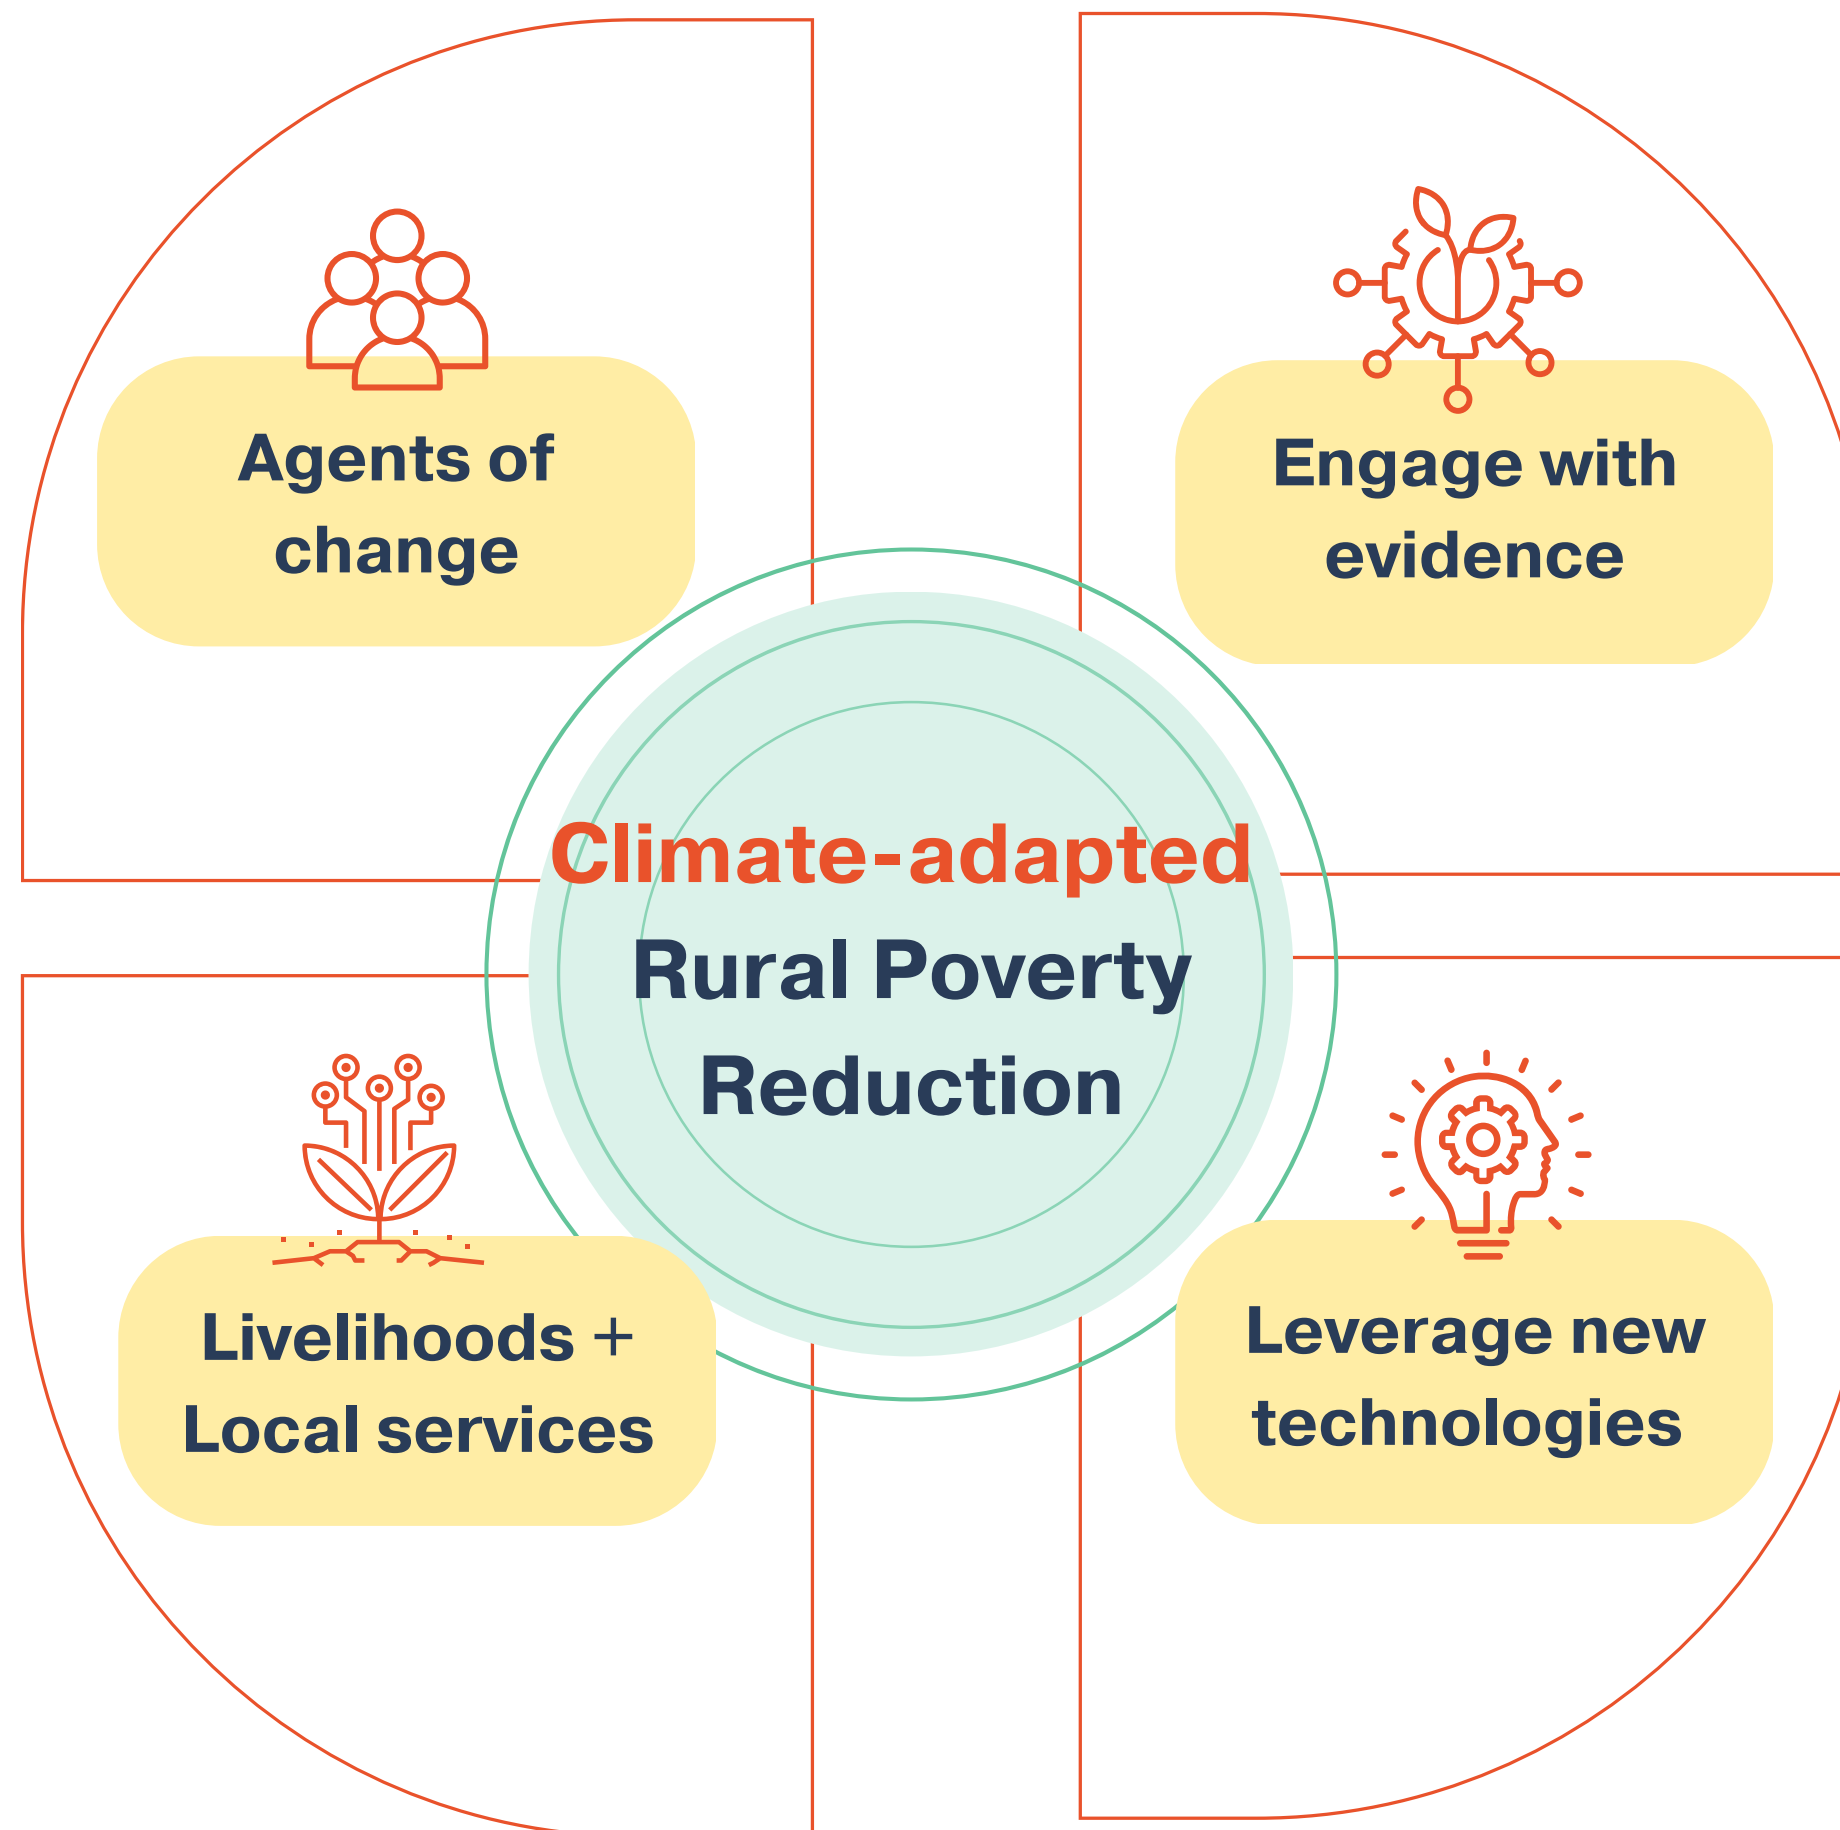 Agents of
change
Engage with
evidence
Climate-adapted
Rural Poverty
Reduction
Livelihoods +
Local services
Leverage new
technologies